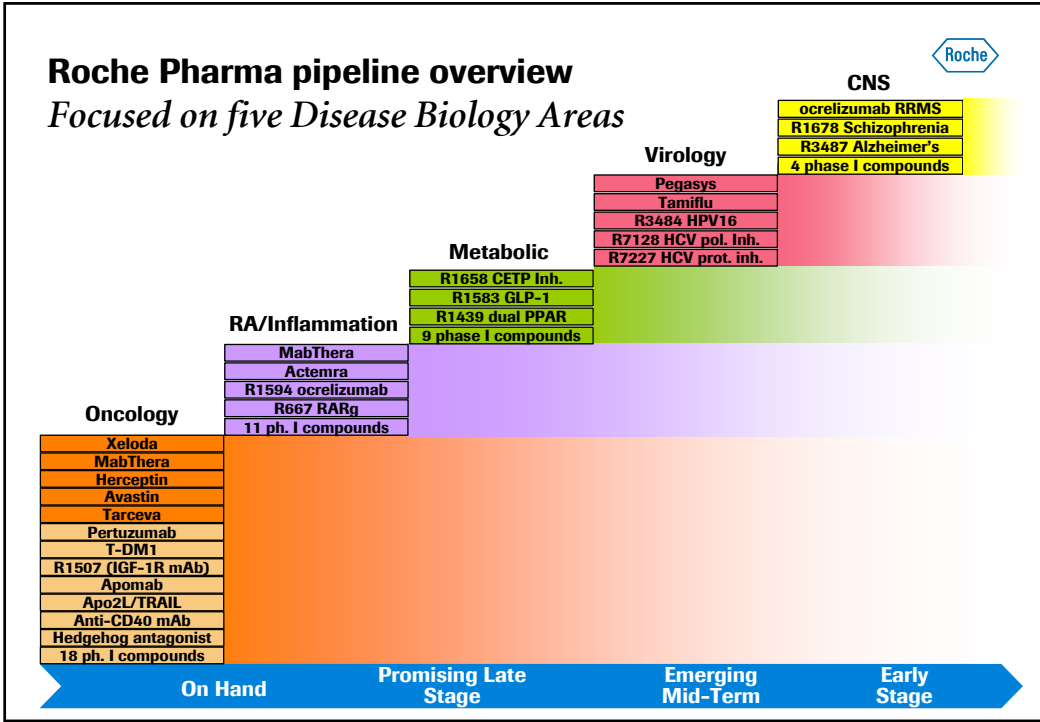 Roche Pharma pipeline overview
Focused on five Disease Biology Areas
Roche
CNS
ocrelizumab RRMS
R1678 Schizophrenia
R3487 Alzheimer's
4 phase I compounds
Virology
Pegasys
Tamiflu
R3484 HPV16
R7128 HCV pol. Inh.
R7227 HCV prot. inh.
Metabolic
R1658 CETP Inh.
R1583 GLP-1
R1439 dual PPAR
9 phase I compounds
RA/Inflammation
MabThera
Actemra
R1594 ocrelizumab
R667 RARg
11 ph. I compounds
Oncology
Xeloda
MabThera
Herceptin
Avastin
Tarceva
Pertuzumab
T-DM1
R1507 (IGF-1R mAb)
Apomab
Apo2L/TRAIL
Anti-CD40 mAb
Hedgehog antagonist
18 ph. I compounds
On Hand
Promising Late
Stage
Emerging
Mid-Term
Early
Stage